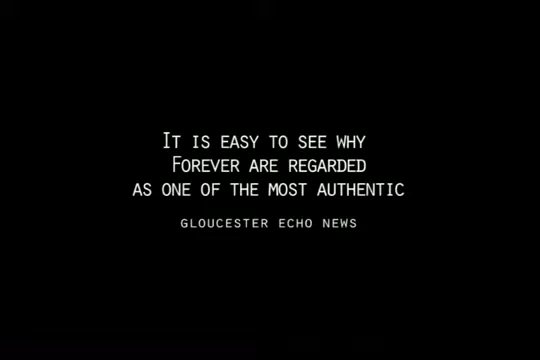 It is easy to see why
Forever are regarded
as one of the most authentic
GLOUCESTER ECHO NEWS